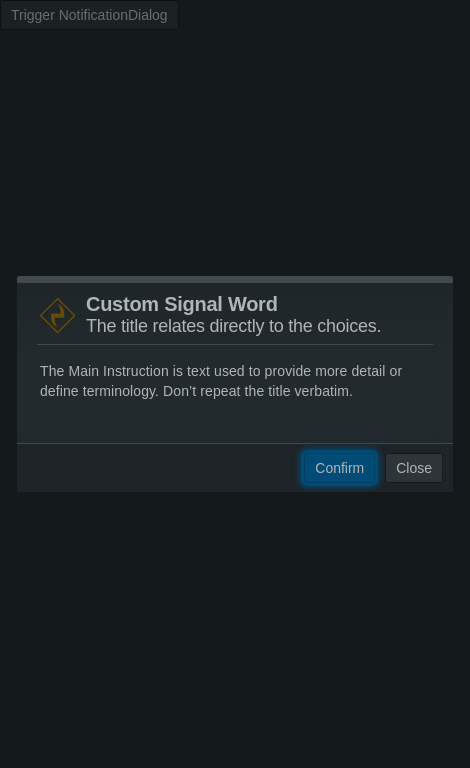 Trigger NotificationDialog
Custom Signal Word
The title relates directly to the choices.
The Main Instruction is text used to provide more detail or
define terminology. Don’t repeat the title verbatim.
Confirm Close